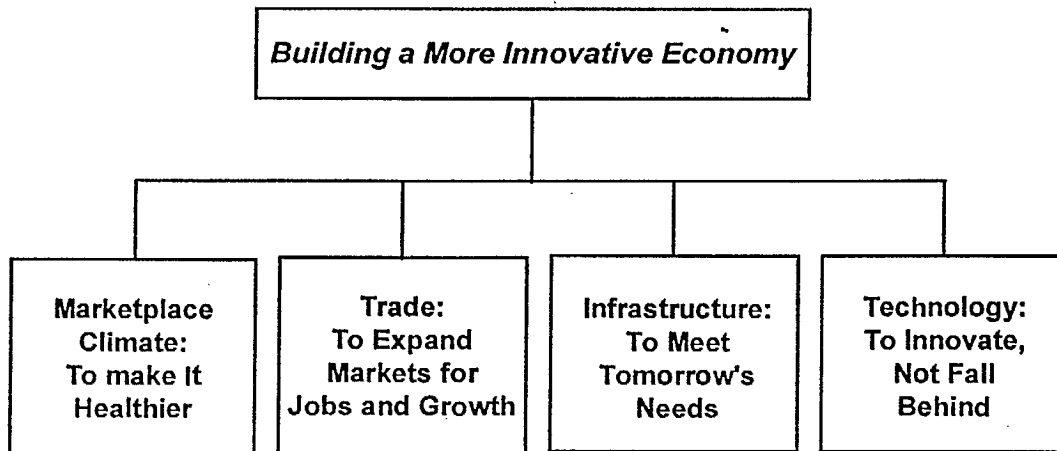 Building a More Innovative Economy
Marketplace
Climate:
To make It
Healthier
Trade:
To Expand
Markets for
Jobs and Growth
Infrastructure:
To Meet
Tomorrow's
Needs
Technology:
To Innovate,
Not Fall
Behind